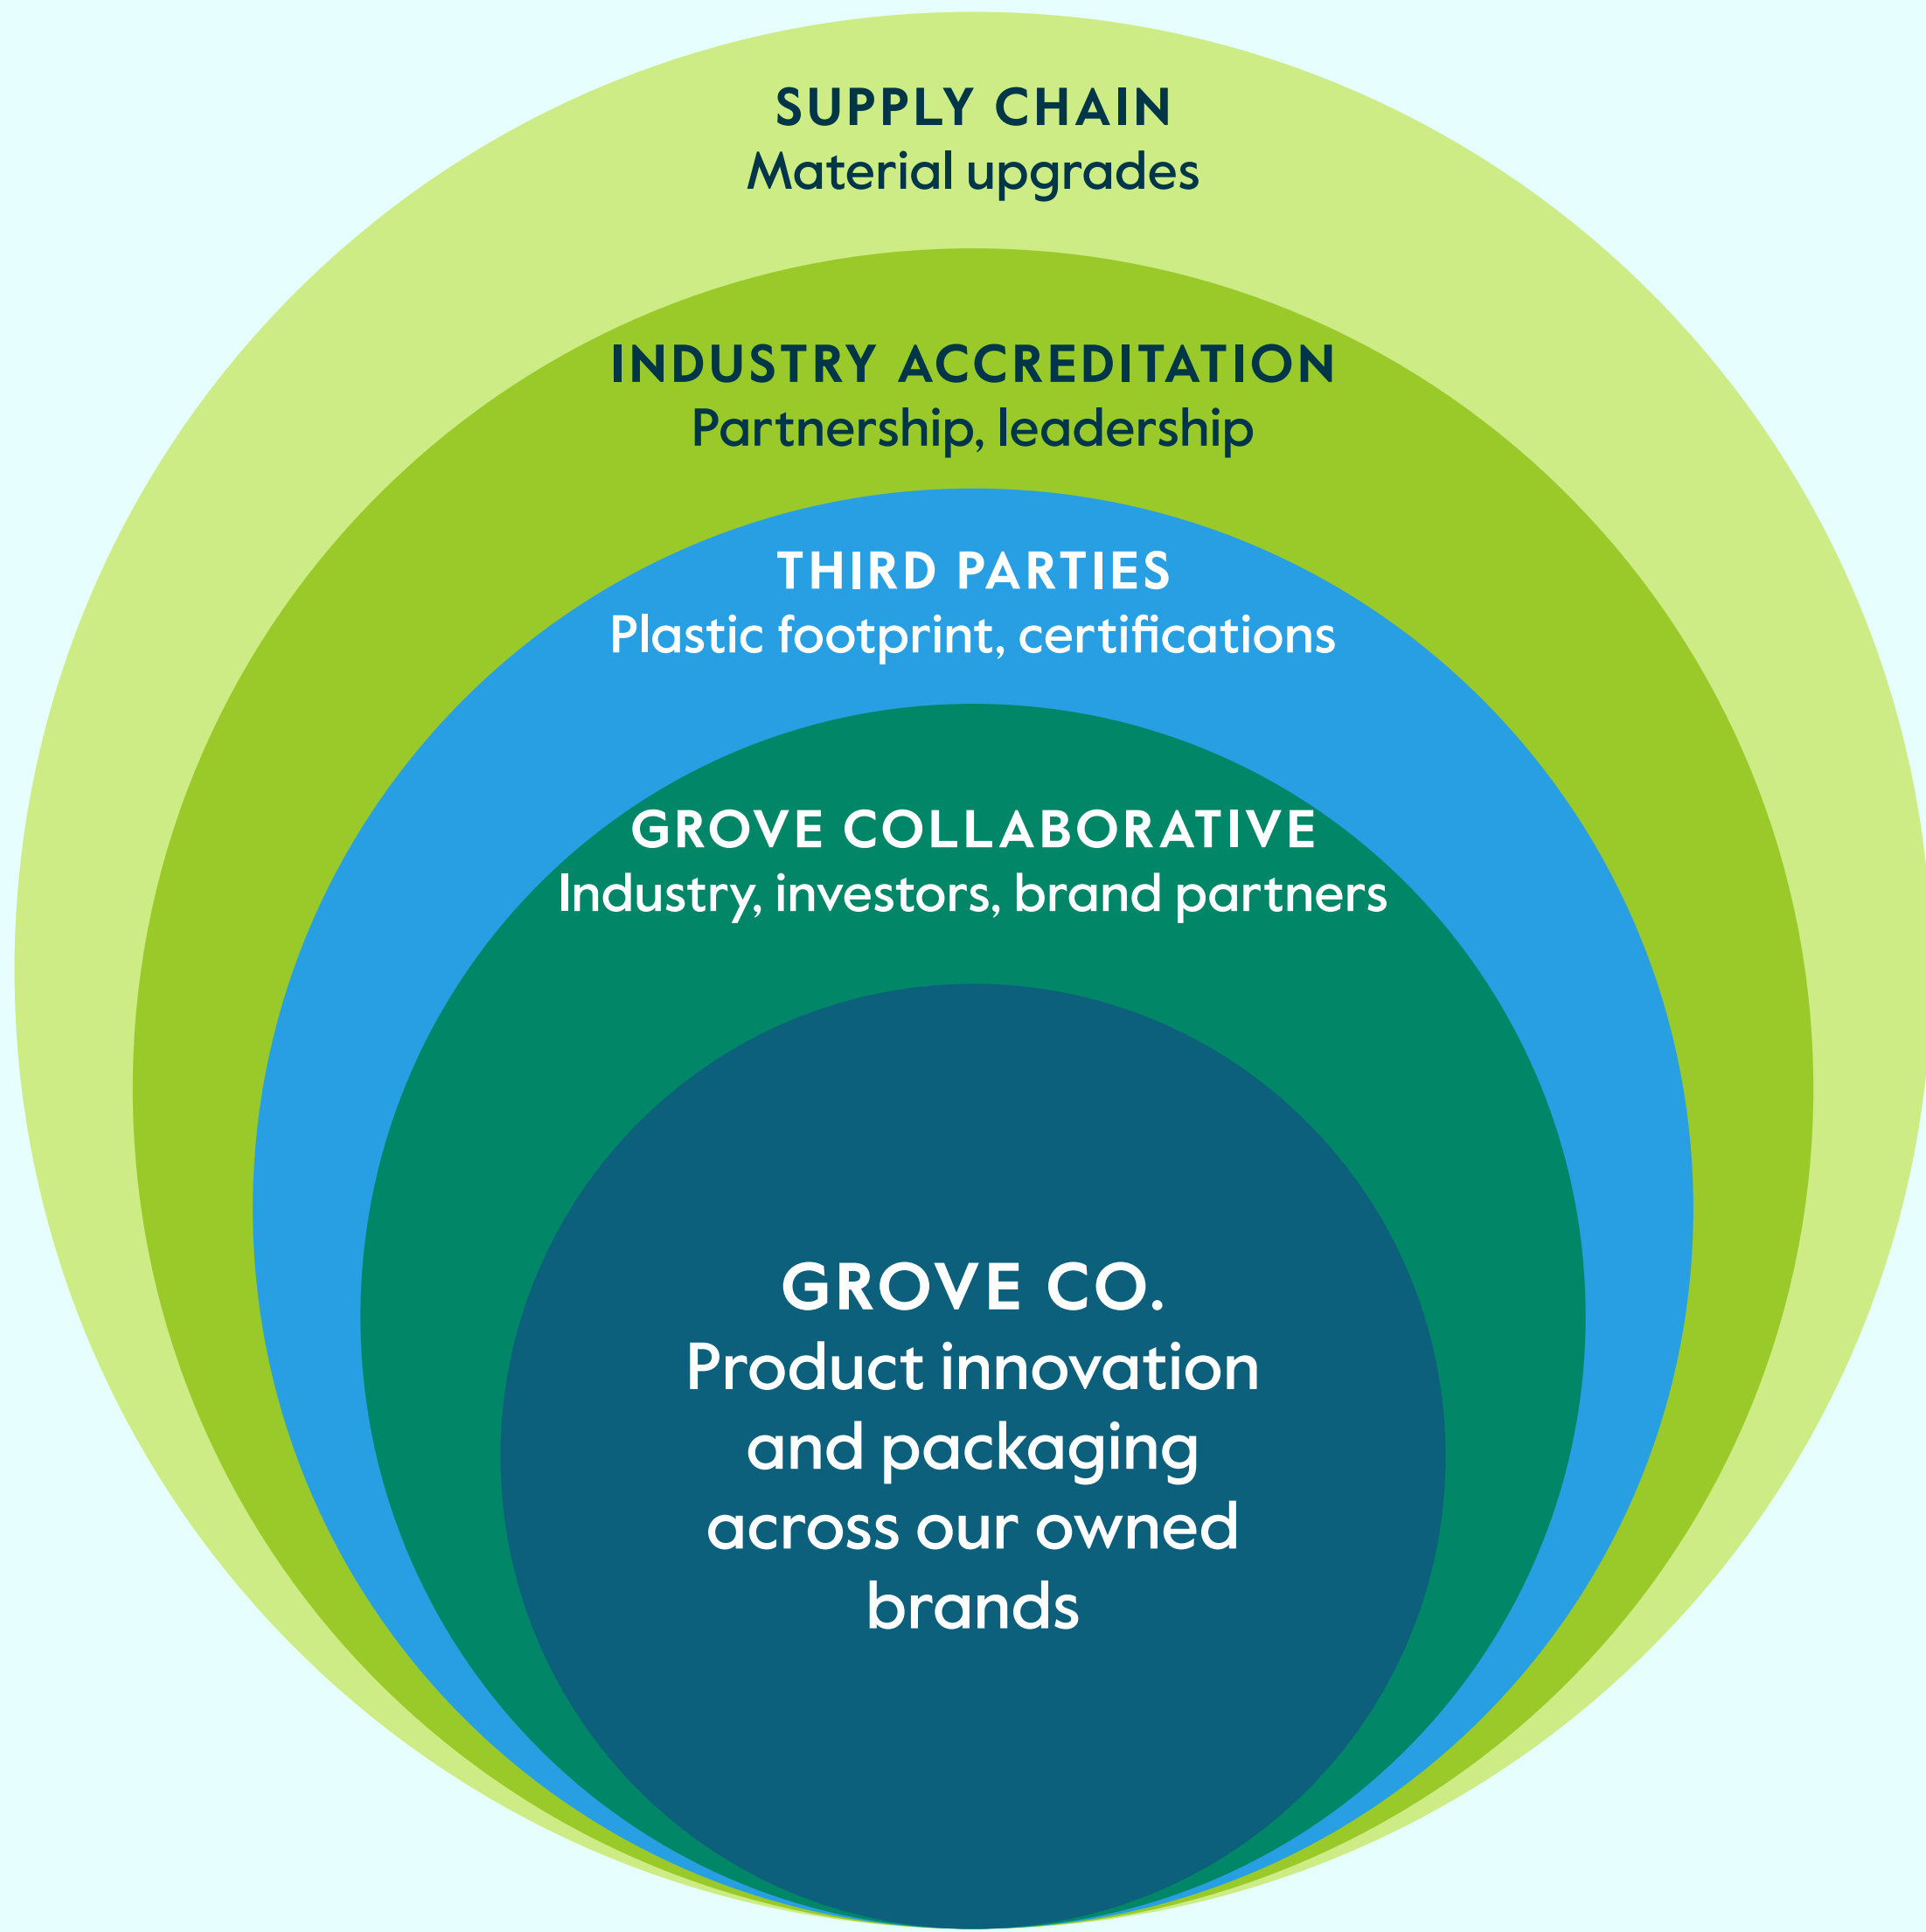 SUPPLY CHAIN
Material upgrades
INDUSTRY ACCREDITATION
Partnership, leadership
THIRD PARTIES
Plastic footprint, certifications
GROVE COLLABORATIVE
Industry, investors, brand partners
GROVE CO.
Product innovation
and packaging
across our owned
brands